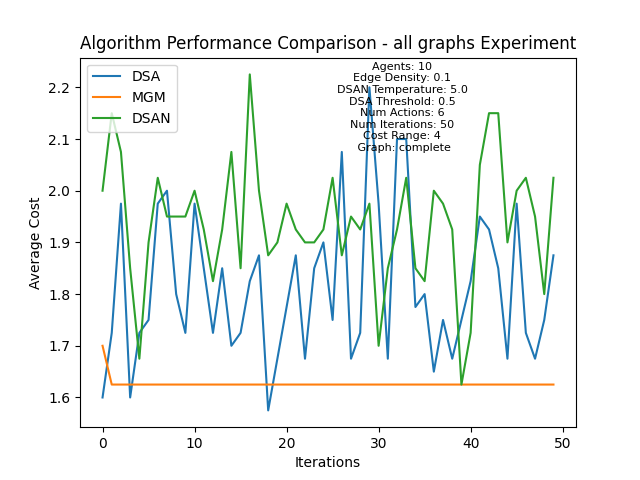 Algorithm Performance Comparison - all graphs Experiment
DSA
MGM
DSAN
Agents: 10
Edge Density: 0.1
DSAN Temperature: 5.0
DSA Threshold: 0.5
Num Actions: 6
Num Iterations: 50
Cost Range: 4
Graph: complete
Average Cost
2.2
2.1
2.0
1.9
1.8
1.7
1.6
0 10 20 30 40 50
Iterations